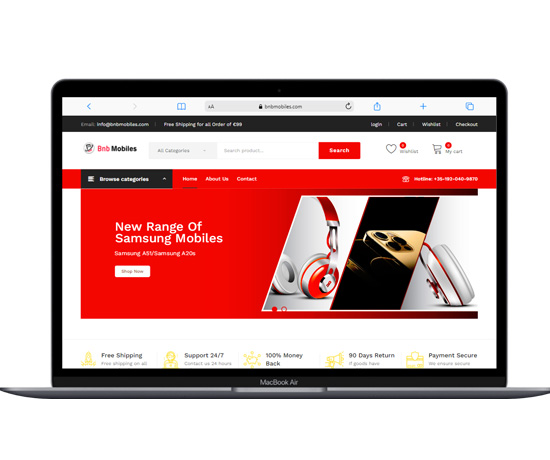 AA bnbmobiles.com
Email: info@bnbmobiles.com Free Shipping for all Order of €99 login Cart Wishlist Checkout
Bnb Mobiles All Categories Search product... Search 0 Wishlist 0 My cart
Browse categories Home About Us Contact Hotline: +35-193-040-9879
New Range Of
Samsung Mobiles
Samsung A51/Samsung A20s
Shop Now
Free Shipping Support 24/7 100% Money Back 90 Days Return Payment Secure
Free shipping on all Contact us 24 hours If goods have We ensure secure
MacBook Air